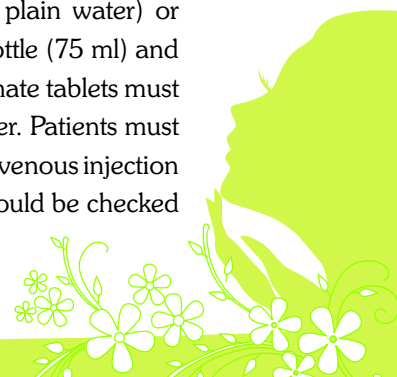 plain water) or
ottle (75 ml) and
nate tablets must
er. Patients must
venous injection
ould be checked